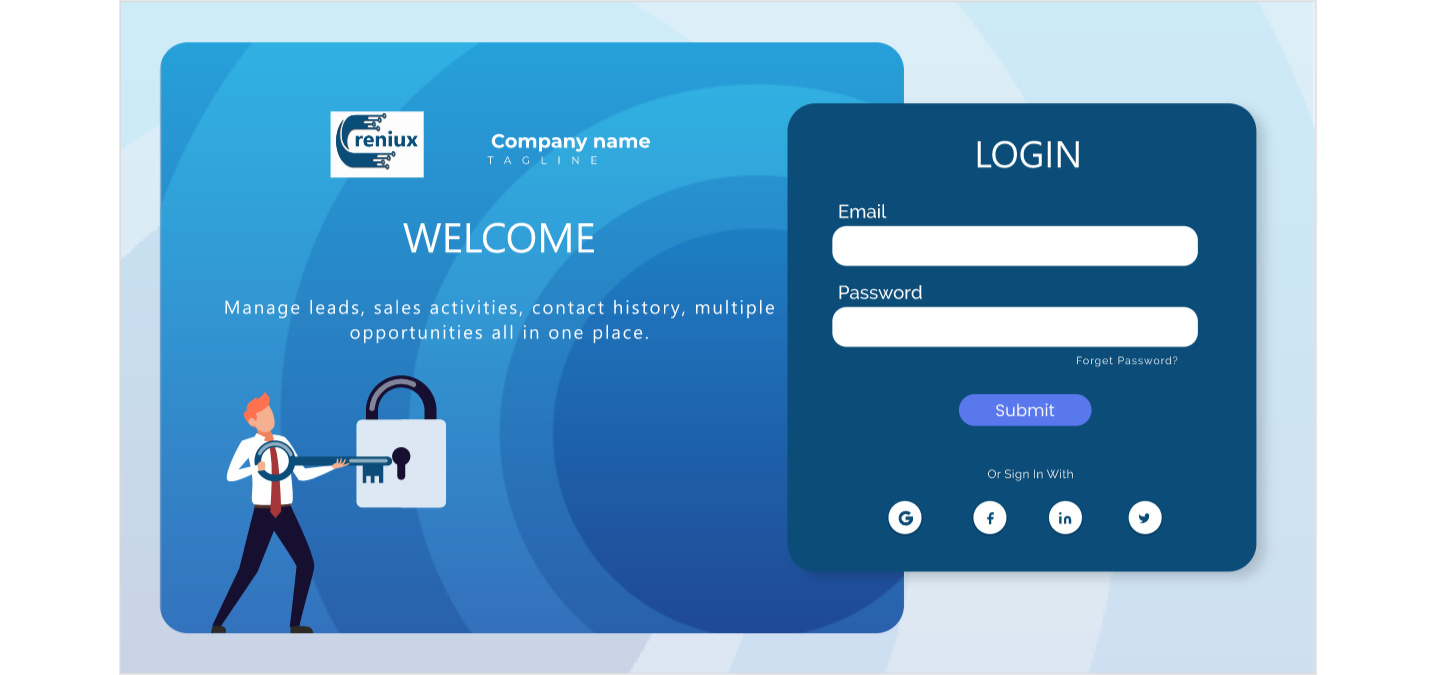 Creniux
Company name
TAGLINE
WELCOME
Manage leads, sales activities, contact history, multiple
opportunities all in one place.
LOGIN
Email
Password
Forget Password?
Submit
Or Sign In With
G
f
in